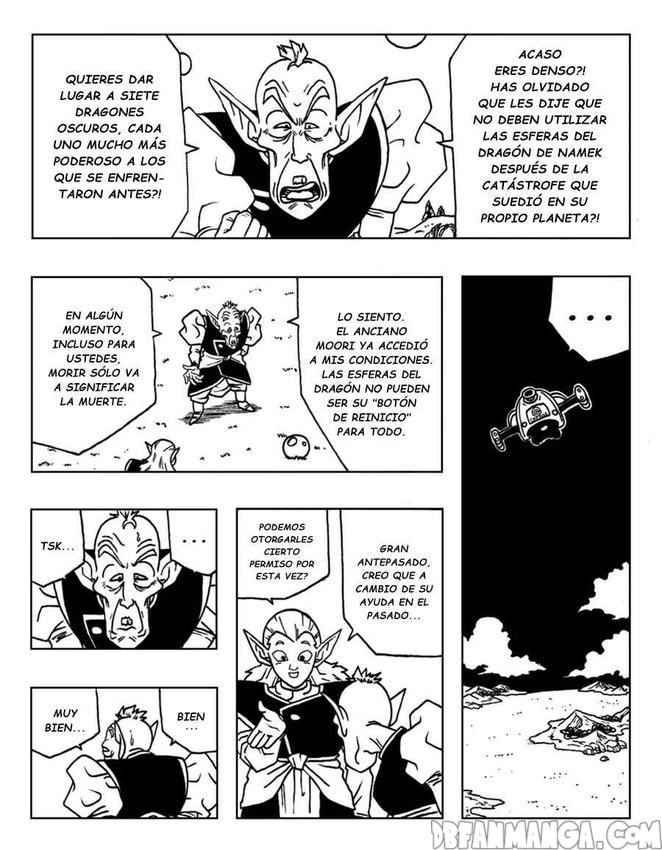 ACASO
ERES DENSO?!
HAS OLVIDADO
QUE LES DIJE QUE
NO DEBEN UTILIZAR
LAS ESFERAS DEL
DRAGÓN DE NAMEK
DESPUÉS DE LA
CATÁSTROFE QUE
SUEDIÓ EN SU
PROPIO PLANETA?!
QUIERES DAR
LUGAR A SIETE
DRAGONES
OSCUROS, CADA
UNO MUCHO MÁS
PODEROSO A LOS
QUE SE ENFREN-
TARON ANTES?!
...
LO SIENTO.
EL ANCIANO
MOORI YA ACCEDIÓ
A MIS CONDICIONES.
LAS ESFERAS DEL
DRAGÓN NO PUEDEN
SER SU "BOTÓN
DE REINICIO"
PARA TODO.
EN ALGÚN
MOMENTO,
INCLUSO PARA
USTEDES,
MORIR SÓLO VA
A SIGNIFICAR
LA MUERTE.
GRAN
ANTEPASADO,
CREO QUE A
CAMBIO DE SU
AYUDA EN EL
PASADO...
PODEMOS
OTORGARLES
CIERTO
PERMISO POR
ESTA VEZ?
...
TSK...
BIEN
...
MUY
BIEN...
DBFANMANGA.COM